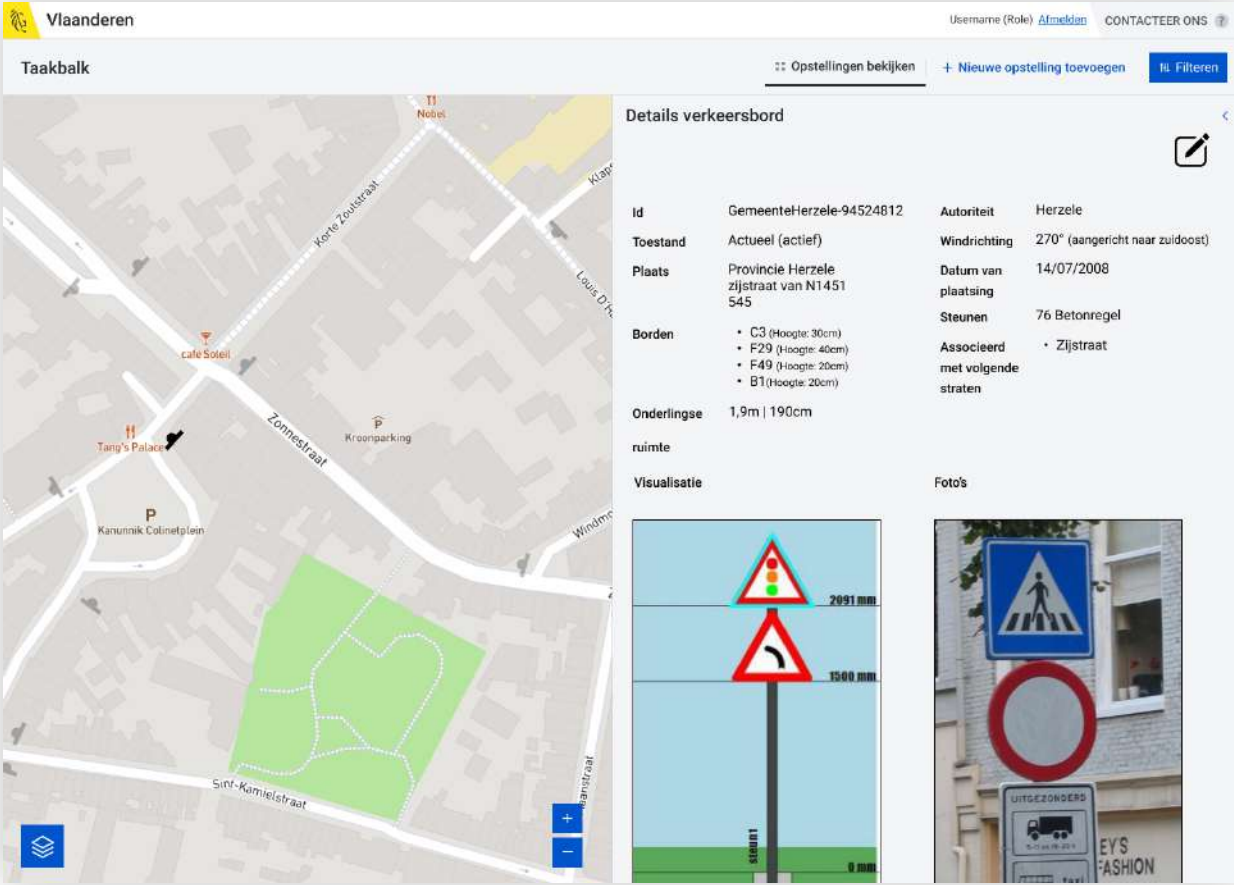 Vlaanderen
Username (Role) Afmelden CONTACTEER ONS ?
Taakbalk
Opstellingen bekijken
+ Nieuwe opstelling toevoegen
Filteren
Nobel
Korte Zoutstraat
Louis D'H
café Soleil
Zonnestraat
Kroonparking
Tang's Palace
P
Kanunnik Colinetplein
Sint-Kamielstraat
aanstraat
+
−
Details verkeersbord
Id GemeenteHerzele-94524812
Toestand Actueel (actief)
Plaats Provincie Herzele
zijstraat van N1451
545
Borden • C3 (Hoogte: 30cm)
• F29 (Hoogte: 40cm)
• F49 (Hoogte: 20cm)
• B1(Hoogte: 20cm)
Onderlingse 1,9m | 190cm
ruimte
Autoriteit Herzele
Windrichting 270° (aangericht naar zuidoost)
Datum van 14/07/2008
plaatsing
Steunen 76 Betonregel
Associeerd • Zijstraat
met volgende
straten
Visualisatie
2091 mm
1500 mm
steun1
0 mm
Foto's
UITGEZONDERD
taxi
EY'S
FASHION